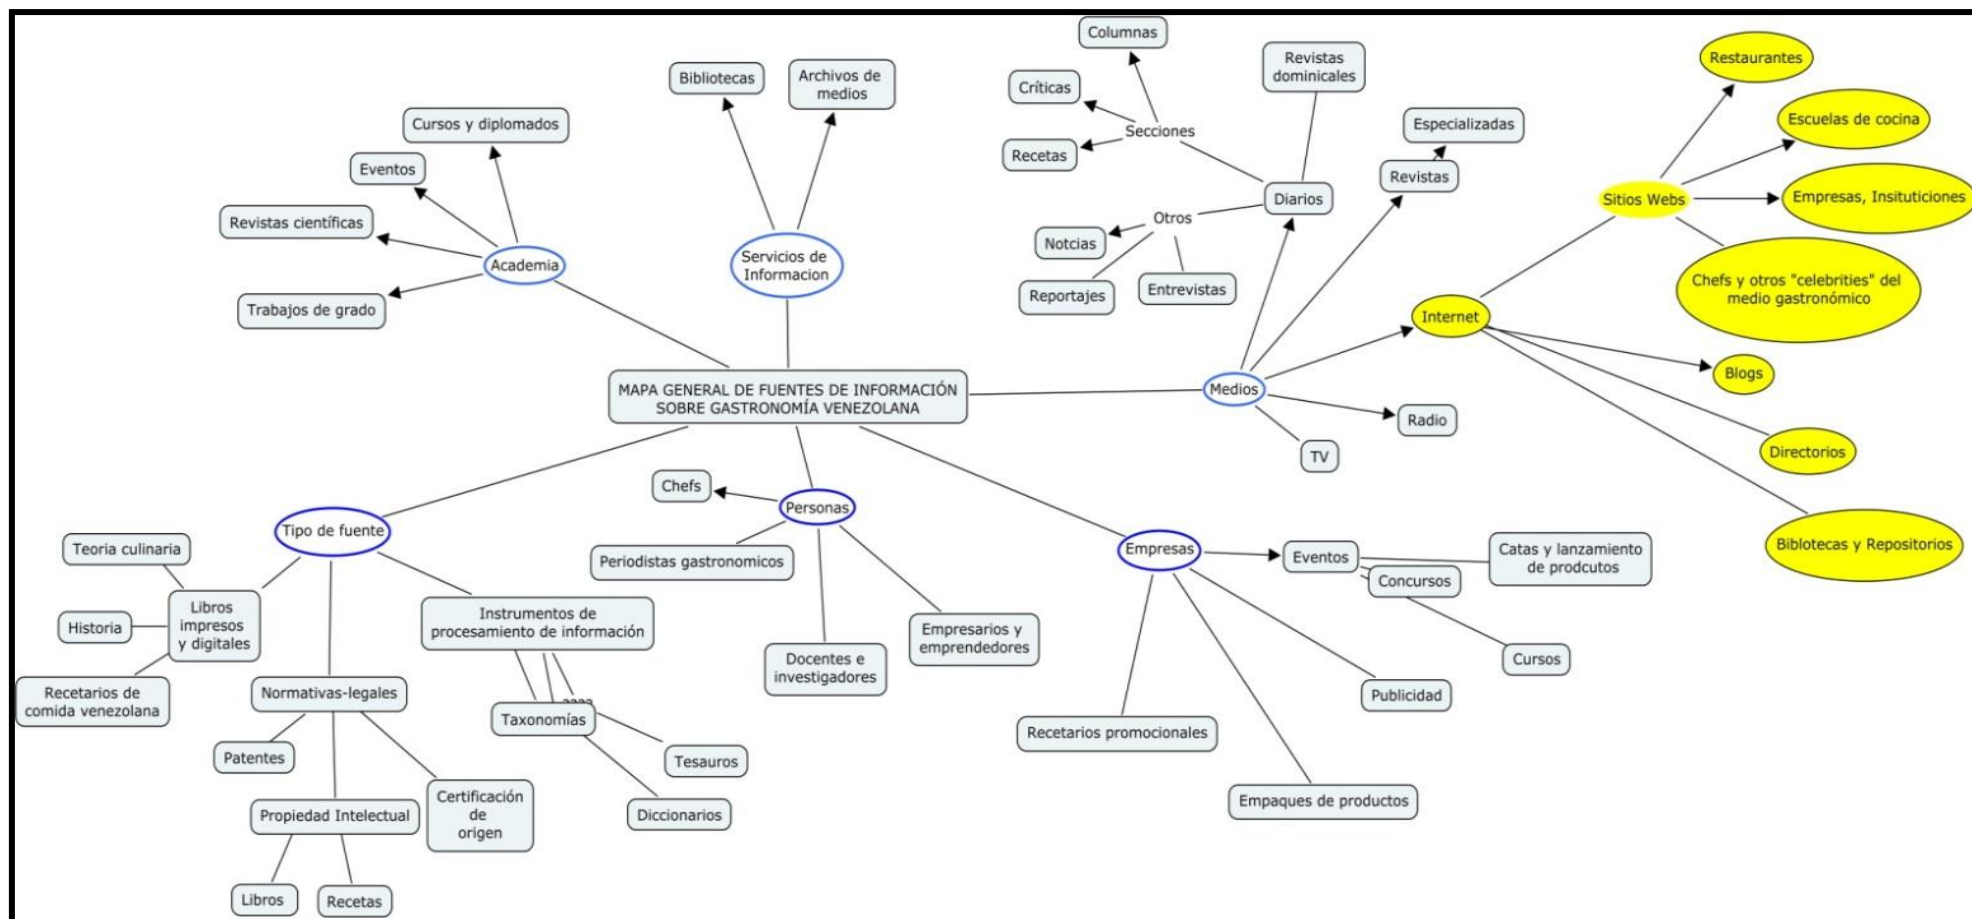 Columnas
Revistas
dominicales
Restaurantes
Bibliotecas
Archivos de
medios
Críticas
Especializadas
Escuelas de cocina
Cursos y diplomados
Secciones
Recetas
Eventos
Revistas
Empresas, Insituticiones
Sitios Webs
Diarios
Revistas científicas
Otros
Notcias
Academia
Servicios de
Informacion
Reportajes
Entrevistas
Chefs y otros "celebrities" del
medio gastronómico
Trabajos de grado
Internet
Blogs
MAPA GENERAL DE FUENTES DE INFORMACIÓN
SOBRE GASTRONOMÍA VENEZOLANA
Medios
Radio
TV
Directorios
Chefs
Personas
Tipo de fuente
Teoria culinaria
Periodistas gastronomicos
Empresas
Eventos
Catas y lanzamiento
de prodcutos
Biblotecas y Repositorios
Concursos
Libros
impresos
y digitales
Instrumentos de
procesamiento de información
Historia
Empresarios y
emprendedores
Docentes e
investigadores
Cursos
Recetarios de
comida venezolana
Normativas-legales
Publicidad
Taxonomías
Recetarios promocionales
Patentes
Tesauros
Certificación
de
origen
Propiedad Intelectual
Diccionarios
Empaques de productos
Libros
Recetas